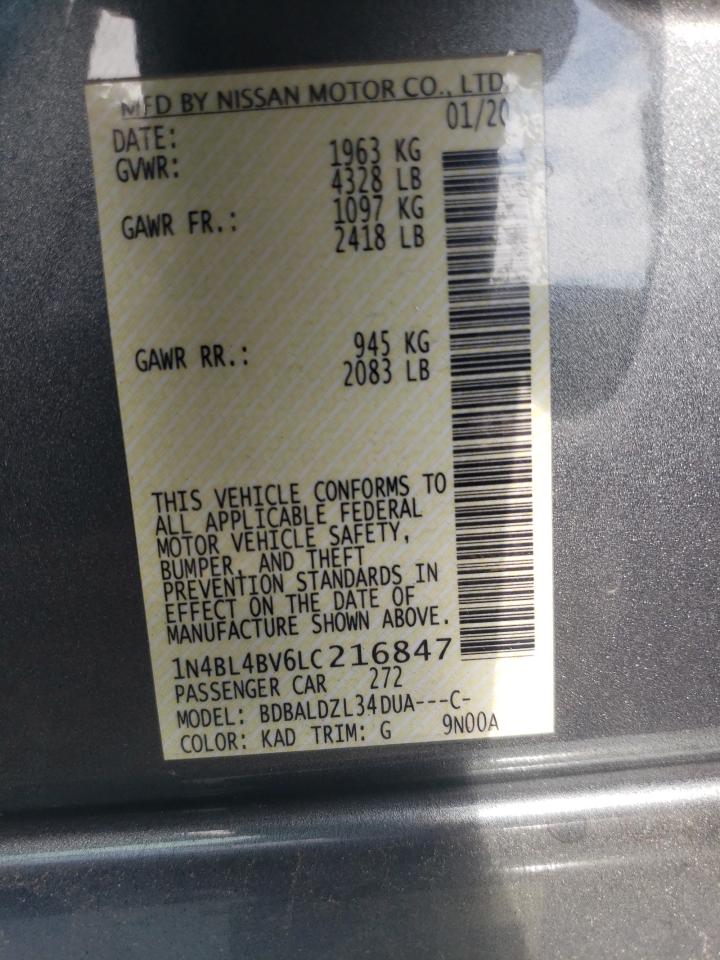 MFD BY NISSAN MOTOR CO., LTD.
DATE: 01/20
GVWR: 1963 KG
4328 LB
GAWR FR.: 1097 KG
2418 LB
GAWR RR.: 945 KG
2083 LB
THIS VEHICLE CONFORMS TO
ALL APPLICABLE FEDERAL
MOTOR VEHICLE SAFETY,
BUMPER, AND THEFT
PREVENTION STANDARDS IN
EFFECT ON THE DATE OF
MANUFACTURE SHOWN ABOVE.
1N4BL4BV6LC216847
PASSENGER CAR 272
MODEL: BDBALDZL34DUA---C-
COLOR: KAD TRIM: G 9N00A